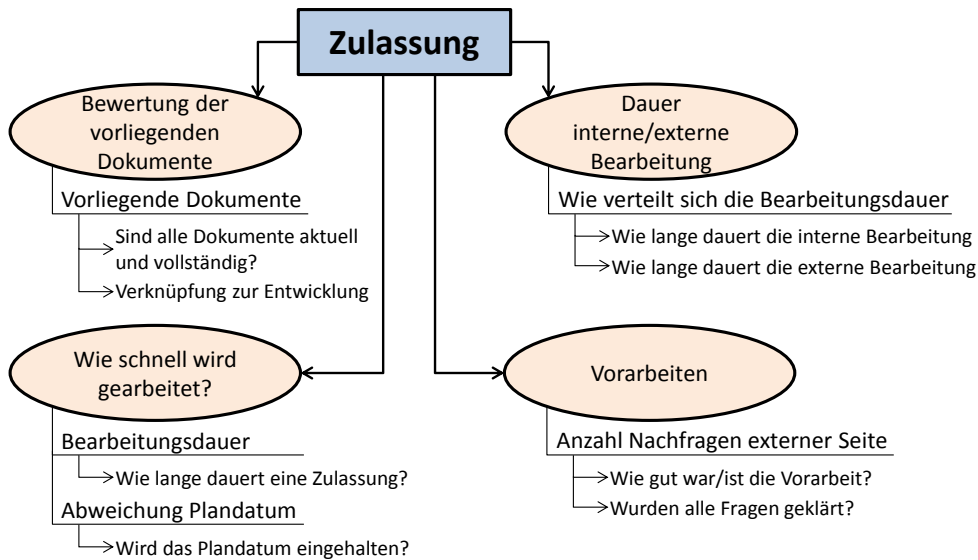 Zulassung
Bewertung der
vorliegenden
Dokumente
Vorliegende Dokumente
Sind alle Dokumente aktuell
und vollständig?
Verknüpfung zur Entwicklung
Dauer
interne/externe
Bearbeitung
Wie verteilt sich die Bearbeitungsdauer
Wie lange dauert die interne Bearbeitung
Wie lange dauert die externe Bearbeitung
Wie schnell wird
gearbeitet?
Bearbeitungsdauer
Wie lange dauert eine Zulassung?
Abweichung Plandatum
Wird das Plandatum eingehalten?
Vorarbeiten
Anzahl Nachfragen externer Seite
Wie gut war/ist die Vorarbeit?
Wurden alle Fragen geklärt?